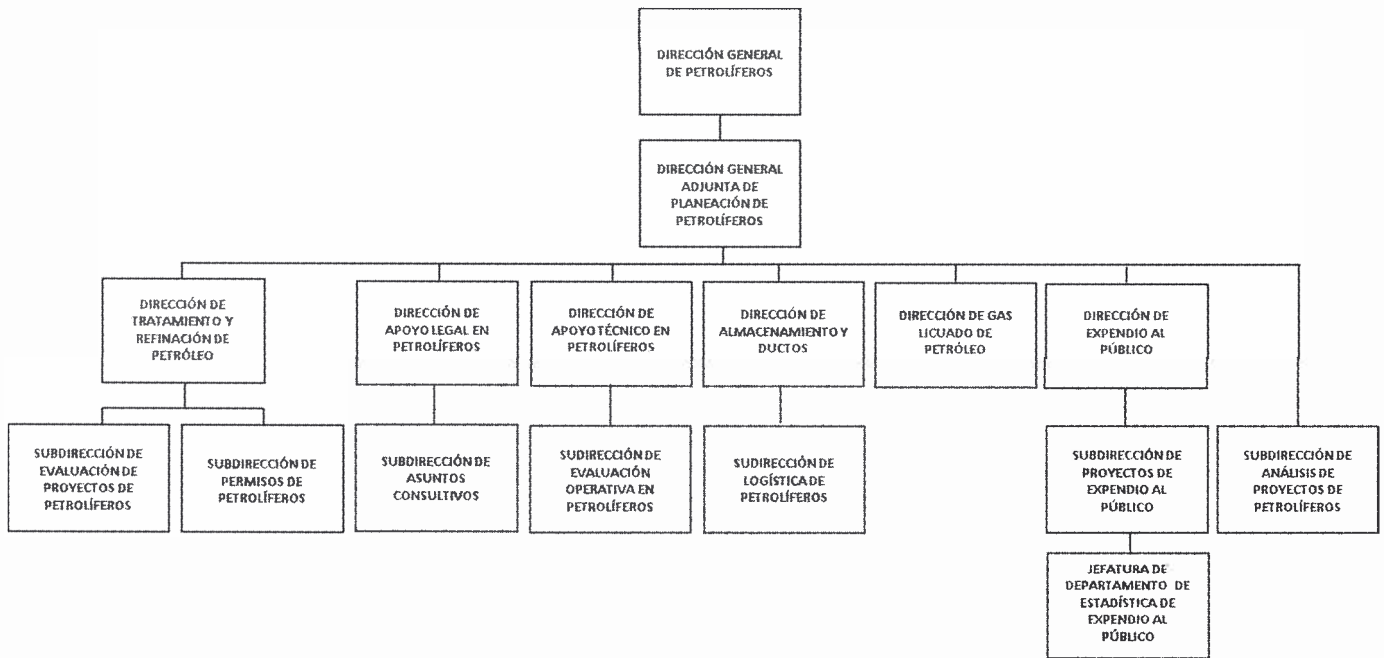 DIRECCIÓN GENERAL
DE PETROLÍFEROS
DIRECCIÓN GENERAL
ADJUNTA DE
PLANEACIÓN DE
PETROLÍFEROS
DIRECCIÓN DE
TRATAMIENTO Y
REFINACIÓN DE
PETRÓLEO
DIRECCIÓN DE
APOYO LEGAL EN
PETROLÍFEROS
DIRECCIÓN DE
APOYO TÉCNICO EN
PETROLÍFEROS
DIRECCIÓN DE
ALMACENAMIENTO Y
DUCTOS
DIRECCIÓN DE GAS
LICUADO DE
PETRÓLEO
DIRECCIÓN DE
EXPENDIO AL
PÚBLICO
SUBDIRECCIÓN DE
EVALUACIÓN DE
PROYECTOS DE
PETROLÍFEROS
SUBDIRECCIÓN DE
PERMISOS DE
PETROLÍFEROS
SUBDIRECCIÓN DE
ASUNTOS
CONSULTIVOS
SUDIRECCIÓN DE
EVALUACIÓN
OPERATIVA EN
PETROLÍFEROS
SUDIRECCIÓN DE
LOGÍSTICA DE
PETROLÍFEROS
SUBDIRECCIÓN DE
PROYECTOS DE
EXPENDIO AL
PÚBLICO
SUBDIRECCIÓN DE
ANÁLISIS DE
PROYECTOS DE
PETROLÍFEROS
JEFATURA DE
DEPARTAMENTO DE
ESTADÍSTICA DE
EXPENDIO AL
PÚBLICO